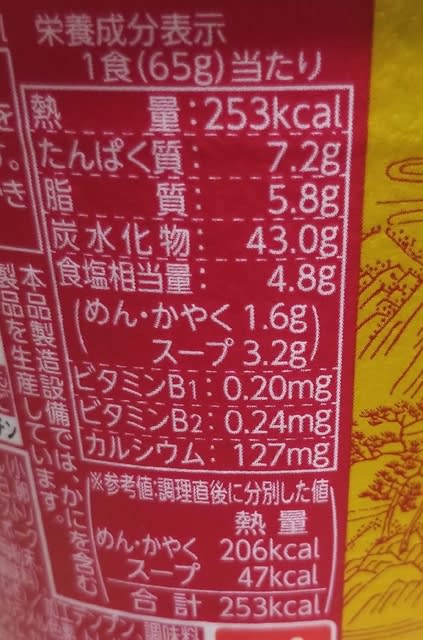 栄養成分表示
1食(65g)当たり
熱量:253kcal
たんぱく質: 7.2g
脂質: 5.8g
炭水化物: 43.0g
食塩相当量: 4.8g
(めん・かやく 1.6g)
(スープ 3.2g)
ビタミンB1: 0.20mg
ビタミンB2: 0.24mg
カルシウム: 127mg
※参考値:調理直後に分別した値
熱量
めん・かやく 206kcal
スープ 47kcal
合計 253kcal
本品製造設備では、かにを含む
製品を生産しています。